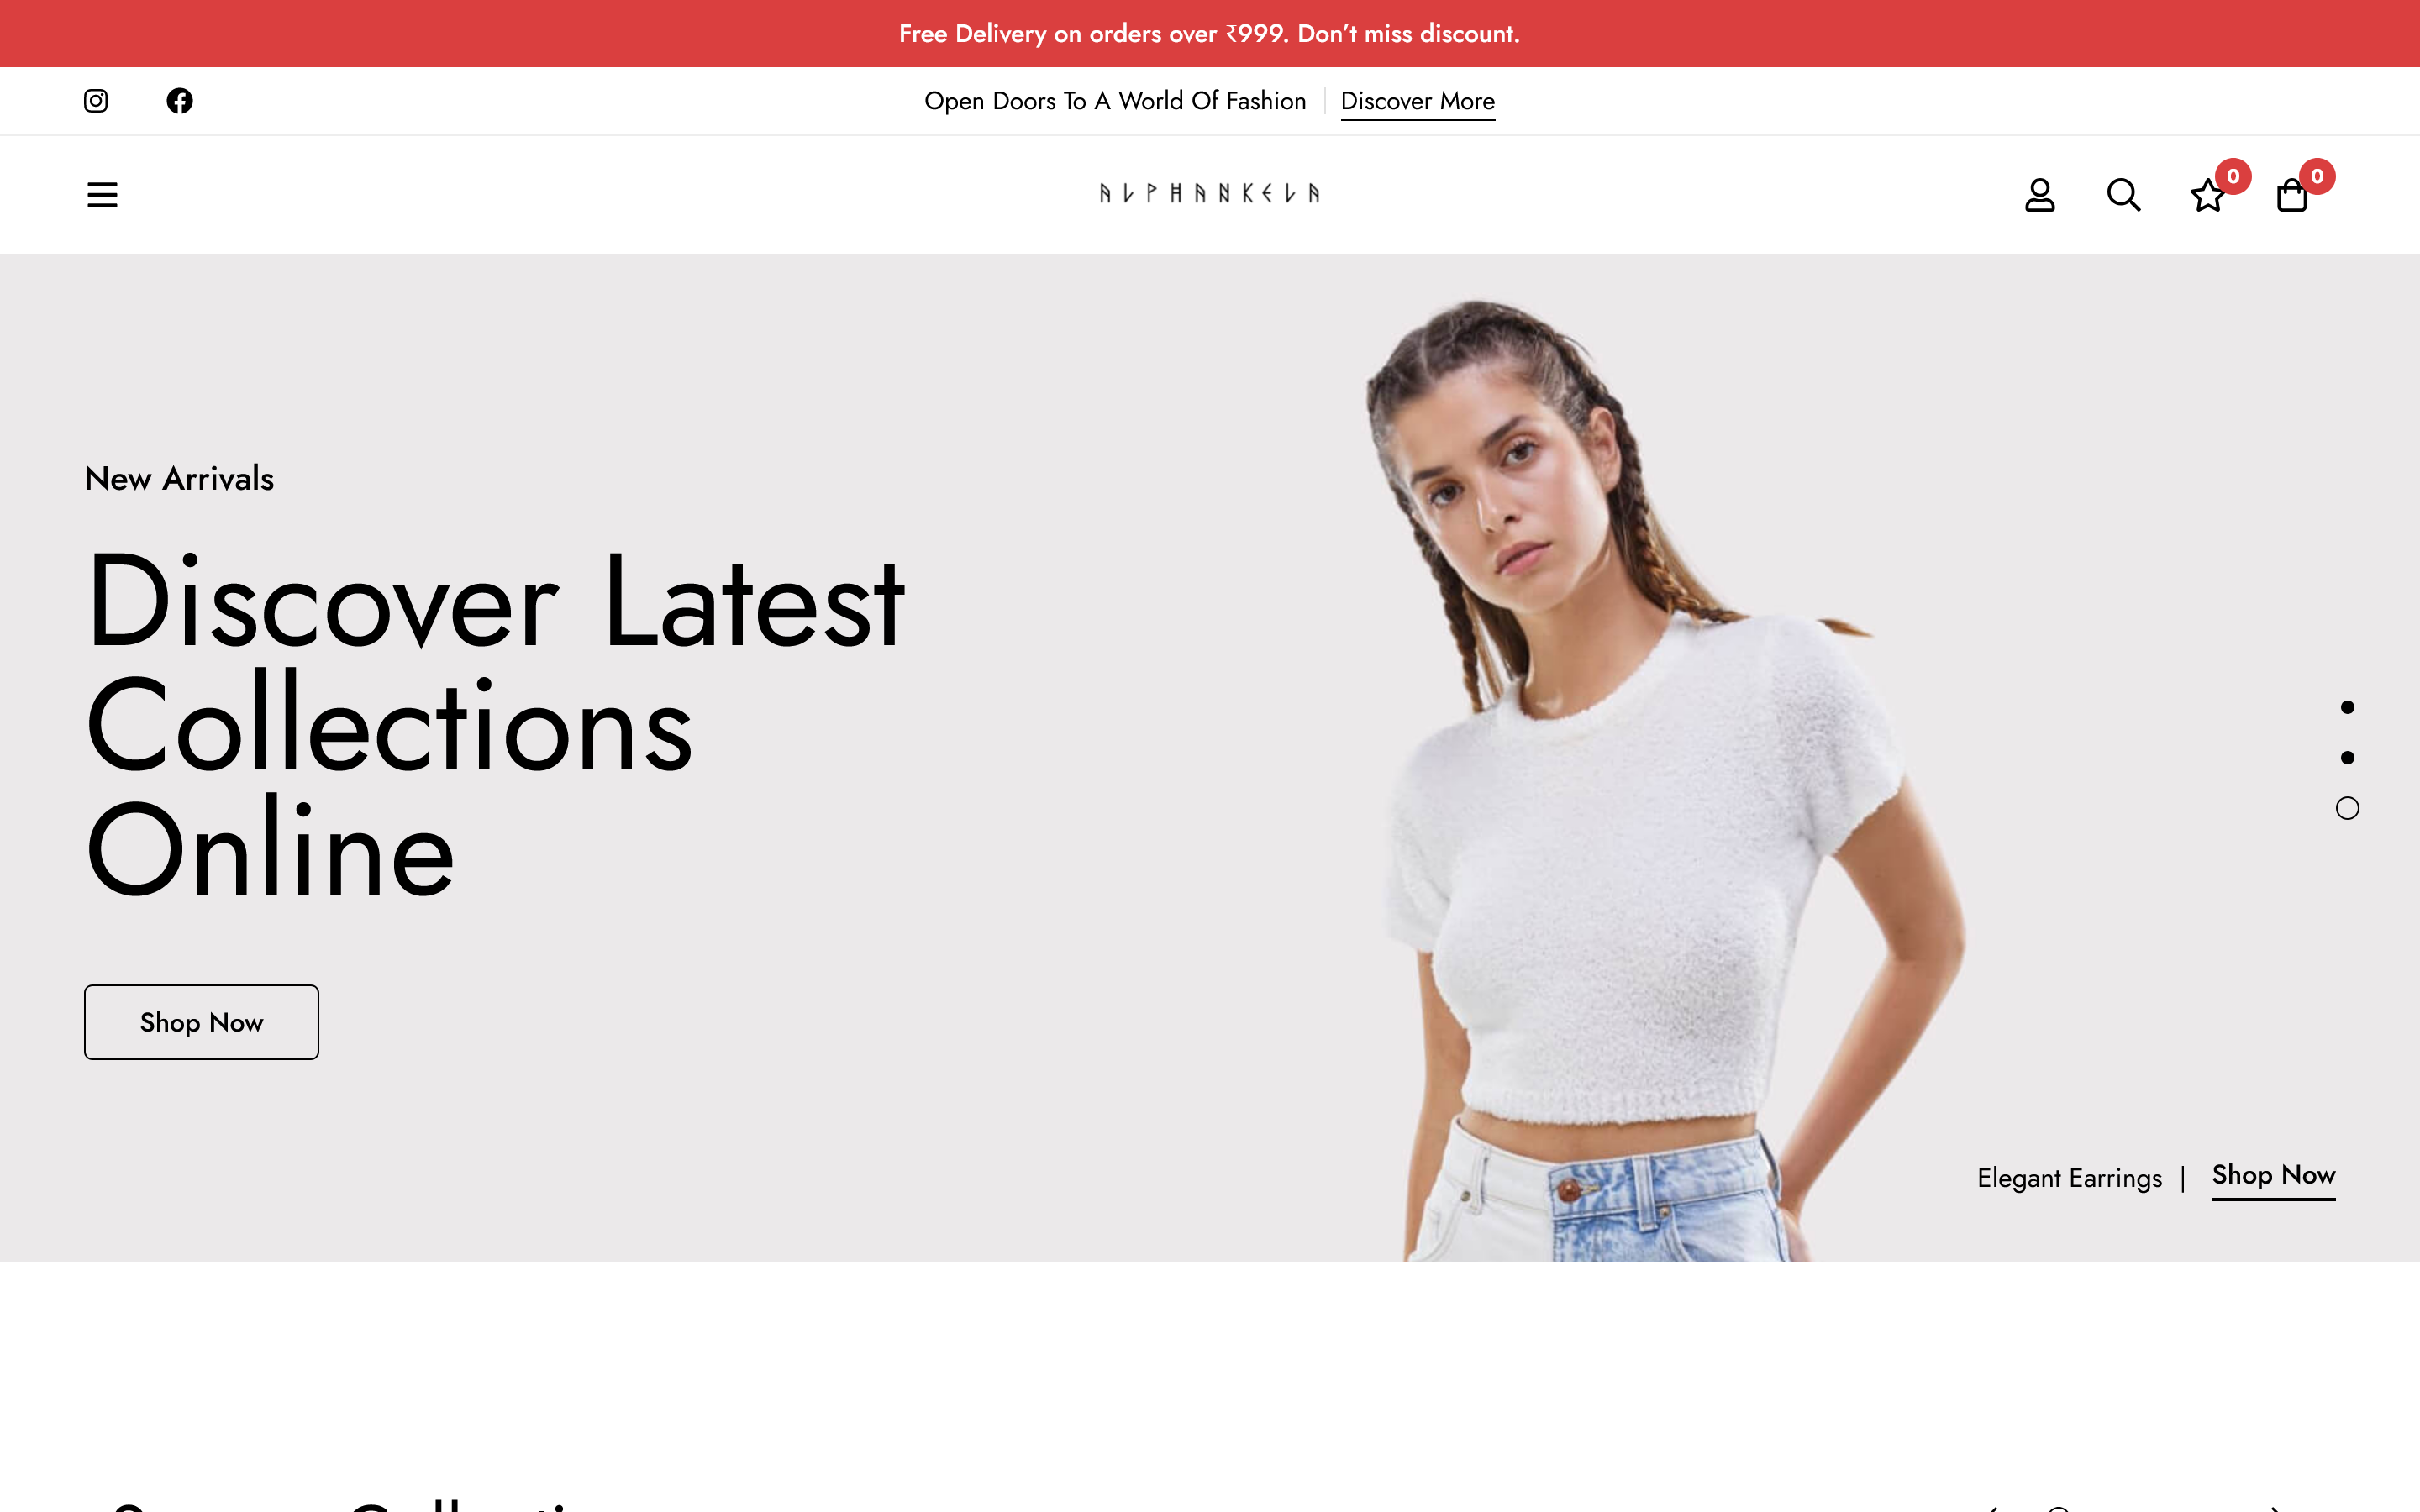 Free Delivery on orders over ₹999. Don’t miss discount.
Open Doors To A World Of Fashion | Discover More
ALPHANKELA
0
0
New Arrivals
Discover Latest
Collections
Online
Shop Now
Elegant Earrings | Shop Now